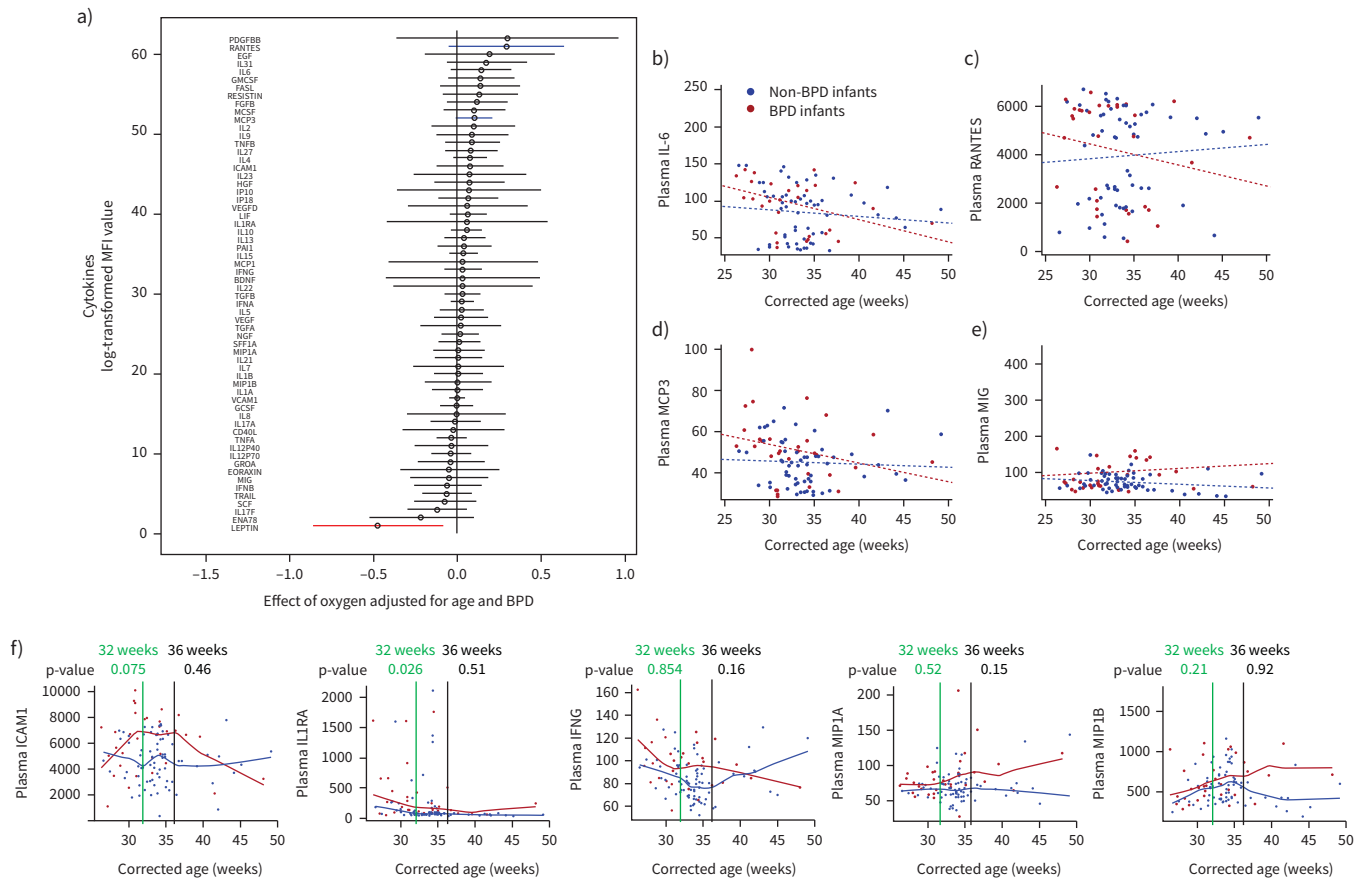 a)
Cytokines
log-transformed MFI value
60
50
40
30
20
10
0
PDGFBB
RANTES
EGF
IL31
IL6
GMCSF
FASL
RESISTIN
FGFB
MCSF
MCP3
IL2
IL9
TNFB
IL27
IL4
ICAM1
IL23
HGF
IP10
IP18
VEGFD
LIF
IL1RA
IL10
IL13
PAI1
IL15
MCP1
IFNG
BDNF
IL22
TGFB
IFNA
IL5
VEGF
TGFA
NGF
SFF1A
MIP1A
IL21
IL7
IL1B
MIP1B
IL1A
VCAM1
GCSF
IL8
IL17A
CD40L
TNFA
IL12P40
IL12P70
GROA
EORAXIN
MIG
IFNB
TRAIL
SCF
IL17F
ENA78
LEPTIN
–1.5 –1.0 –0.5 0.0 0.5 1.0
Effect of oxygen adjusted for age and BPD
b)
Non-BPD infants
BPD infants
Plasma IL-6
250
200
150
100
50
25 30 35 40 45 50
Corrected age (weeks)
c)
Plasma RANTES
6000
4000
2000
0
25 30 35 40 45 50
Corrected age (weeks)
d)
Plasma MCP3
100
80
60
40
25 30 35 40 45 50
Corrected age (weeks)
e)
Plasma MIG
400
300
200
100
25 30 35 40 45 50
Corrected age (weeks)
f)
32 weeks 36 weeks
p-value 0.075 0.46
Plasma ICAM1
10000
8000
6000
4000
2000
30 35 40 45 50
Corrected age (weeks)
32 weeks 36 weeks
p-value 0.026 0.51
Plasma IL1RA
2000
1500
1000
500
0
30 35 40 45 50
Corrected age (weeks)
32 weeks 36 weeks
p-value 0.854 0.16
Plasma IFNG
160
140
120
100
80
60
30 35 40 45 50
Corrected age (weeks)
32 weeks 36 weeks
p-value 0.52 0.15
Plasma MIP1A
200
150
100
50
30 35 40 45 50
Corrected age (weeks)
32 weeks 36 weeks
p-value 0.21 0.92
Plasma MIP1B
1500
1000
500
30 35 40 45 50
Corrected age (weeks)